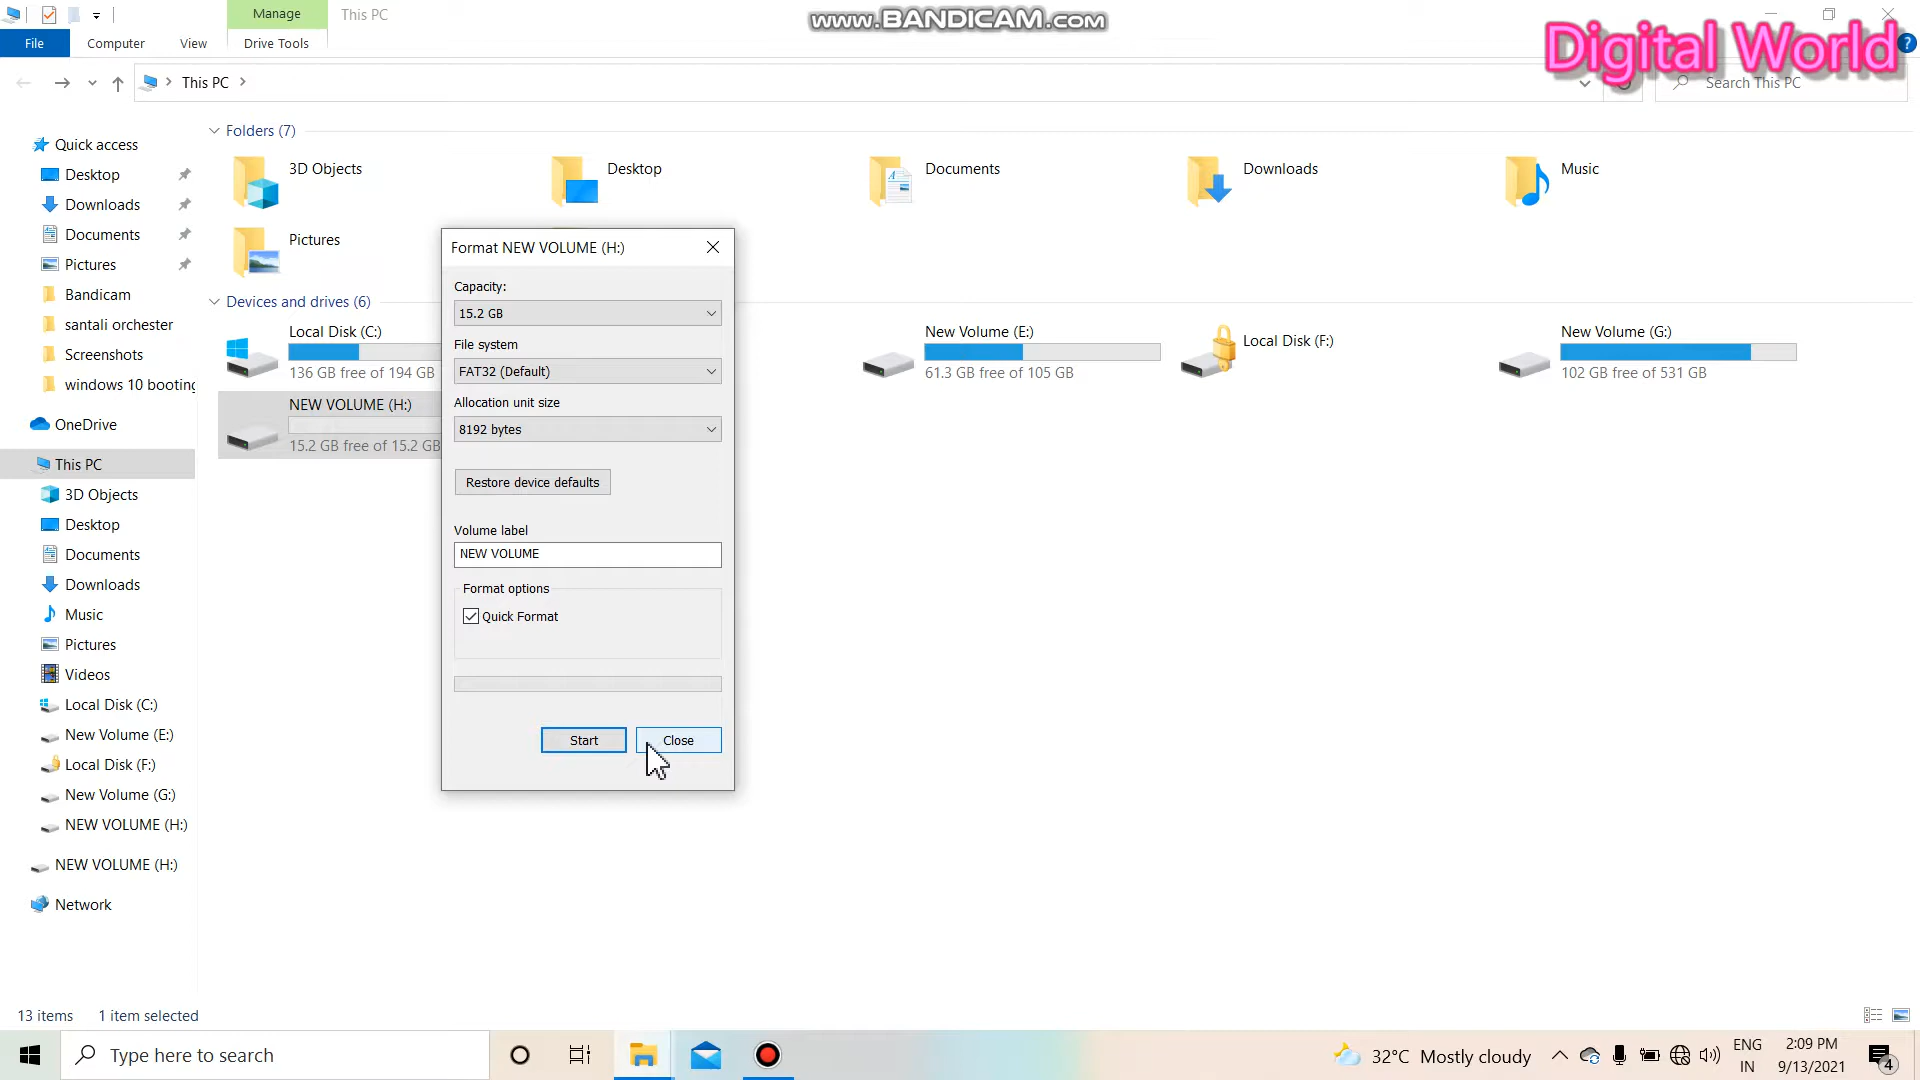 Manage
This PC
www.BANDICAM.com
File
Computer
View
Drive Tools
Digital World
This PC
Search This PC
Quick access
Desktop
Downloads
Documents
Pictures
Bandicam
santali orchester
Screenshots
windows 10 booting
OneDrive
This PC
3D Objects
Desktop
Documents
Downloads
Music
Pictures
Videos
Local Disk (C:)
New Volume (E:)
Local Disk (F:)
New Volume (G:)
NEW VOLUME (H:)
NEW VOLUME (H:)
Network
Folders (7)
3D Objects
Desktop
Documents
Downloads
Music
Pictures
Devices and drives (6)
Local Disk (C:)
136 GB free of 194 GB
New Volume (E:)
61.3 GB free of 105 GB
Local Disk (F:)
New Volume (G:)
102 GB free of 531 GB
NEW VOLUME (H:)
15.2 GB free of 15.2 GB
Format NEW VOLUME (H:)
Capacity:
15.2 GB
File system
FAT32 (Default)
Allocation unit size
8192 bytes
Restore device defaults
Volume label
NEW VOLUME
Format options
Quick Format
Start
Close
13 items
1 item selected
Type here to search
32°C Mostly cloudy
ENG
IN
2:09 PM
9/13/2021
4